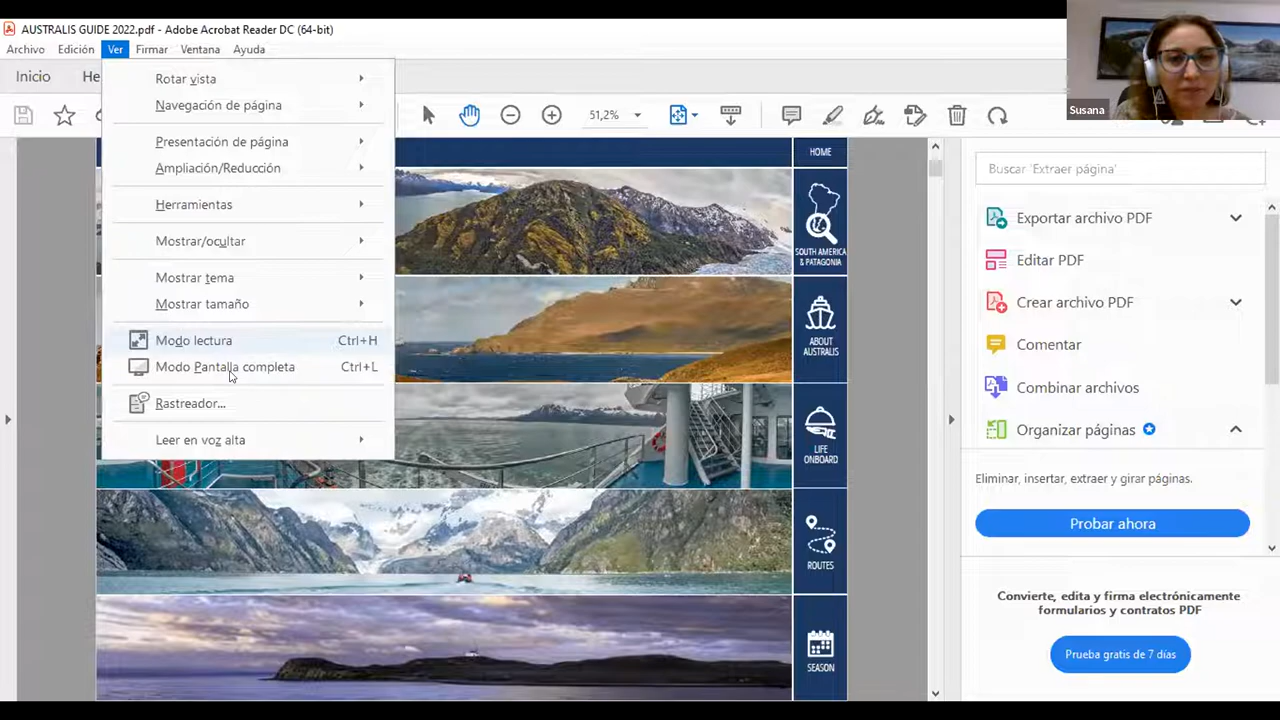 AUSTRALIS GUIDE 2022.pdf - Adobe Acrobat Reader DC (64-bit)
Archivo Edición Ver Firmar Ventana Ayuda
Inicio He
51,2%
Susana
Rotar vista
Navegación de página
Presentación de página
Ampliación/Reducción
Herramientas
Mostrar/ocultar
Mostrar tema
Mostrar tamaño
Modo lectura Ctrl+H
Modo Pantalla completa Ctrl+L
Rastreador...
Leer en voz alta
HOME
SOUTH AMERICA
& PATAGONIA
ABOUT
AUSTRALIS
LIFE
ONBOARD
ROUTES
SEASON
Buscar 'Extraer página'
Exportar archivo PDF
Editar PDF
Crear archivo PDF
Comentar
Combinar archivos
Organizar páginas
Eliminar, insertar, extraer y girar páginas.
Probar ahora
Convierte, edita y firma electrónicamente
formularios y contratos PDF
Prueba gratis de 7 días